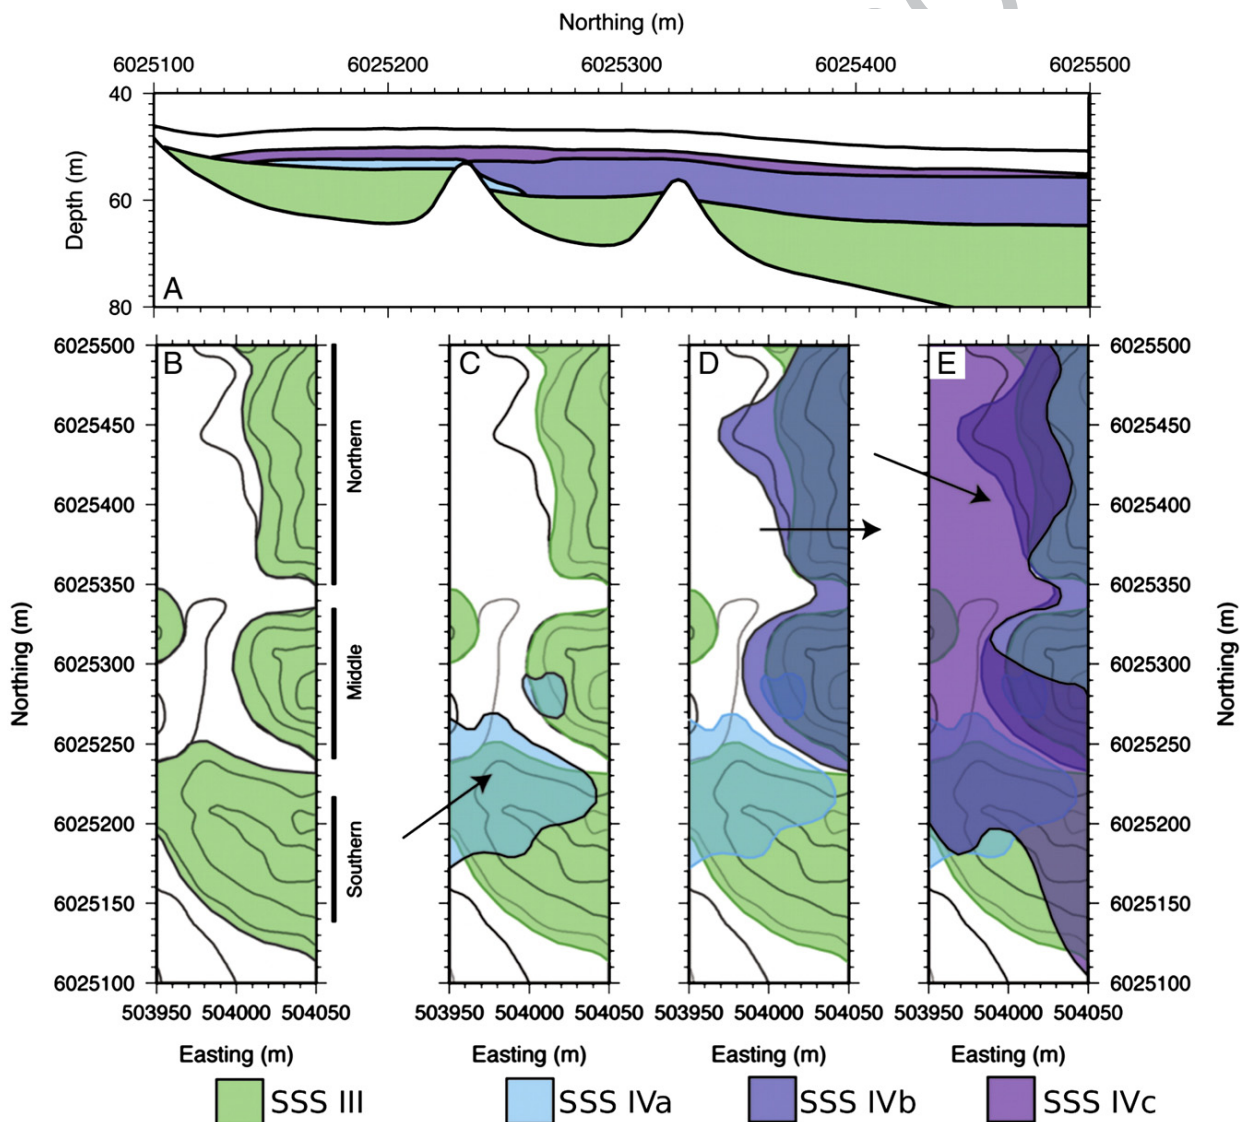 Northing (m)
6025100 6025200 6025300 6025400 6025500
40
60
80
Depth (m)
A
6025500 B C D E 6025500
6025450 6025450
6025400 6025400
6025350 6025350
6025300 6025300
6025250 6025250
6025200 6025200
6025150 6025150
6025100 6025100
Northing (m)
Northern
Middle
Southern
Northing (m)
503950 504000 504050 503950 504000 504050 503950 504000 504050 503950 504000 504050
Easting (m) Easting (m) Easting (m) Easting (m)
SSS III SSS IVa SSS IVb SSS IVc